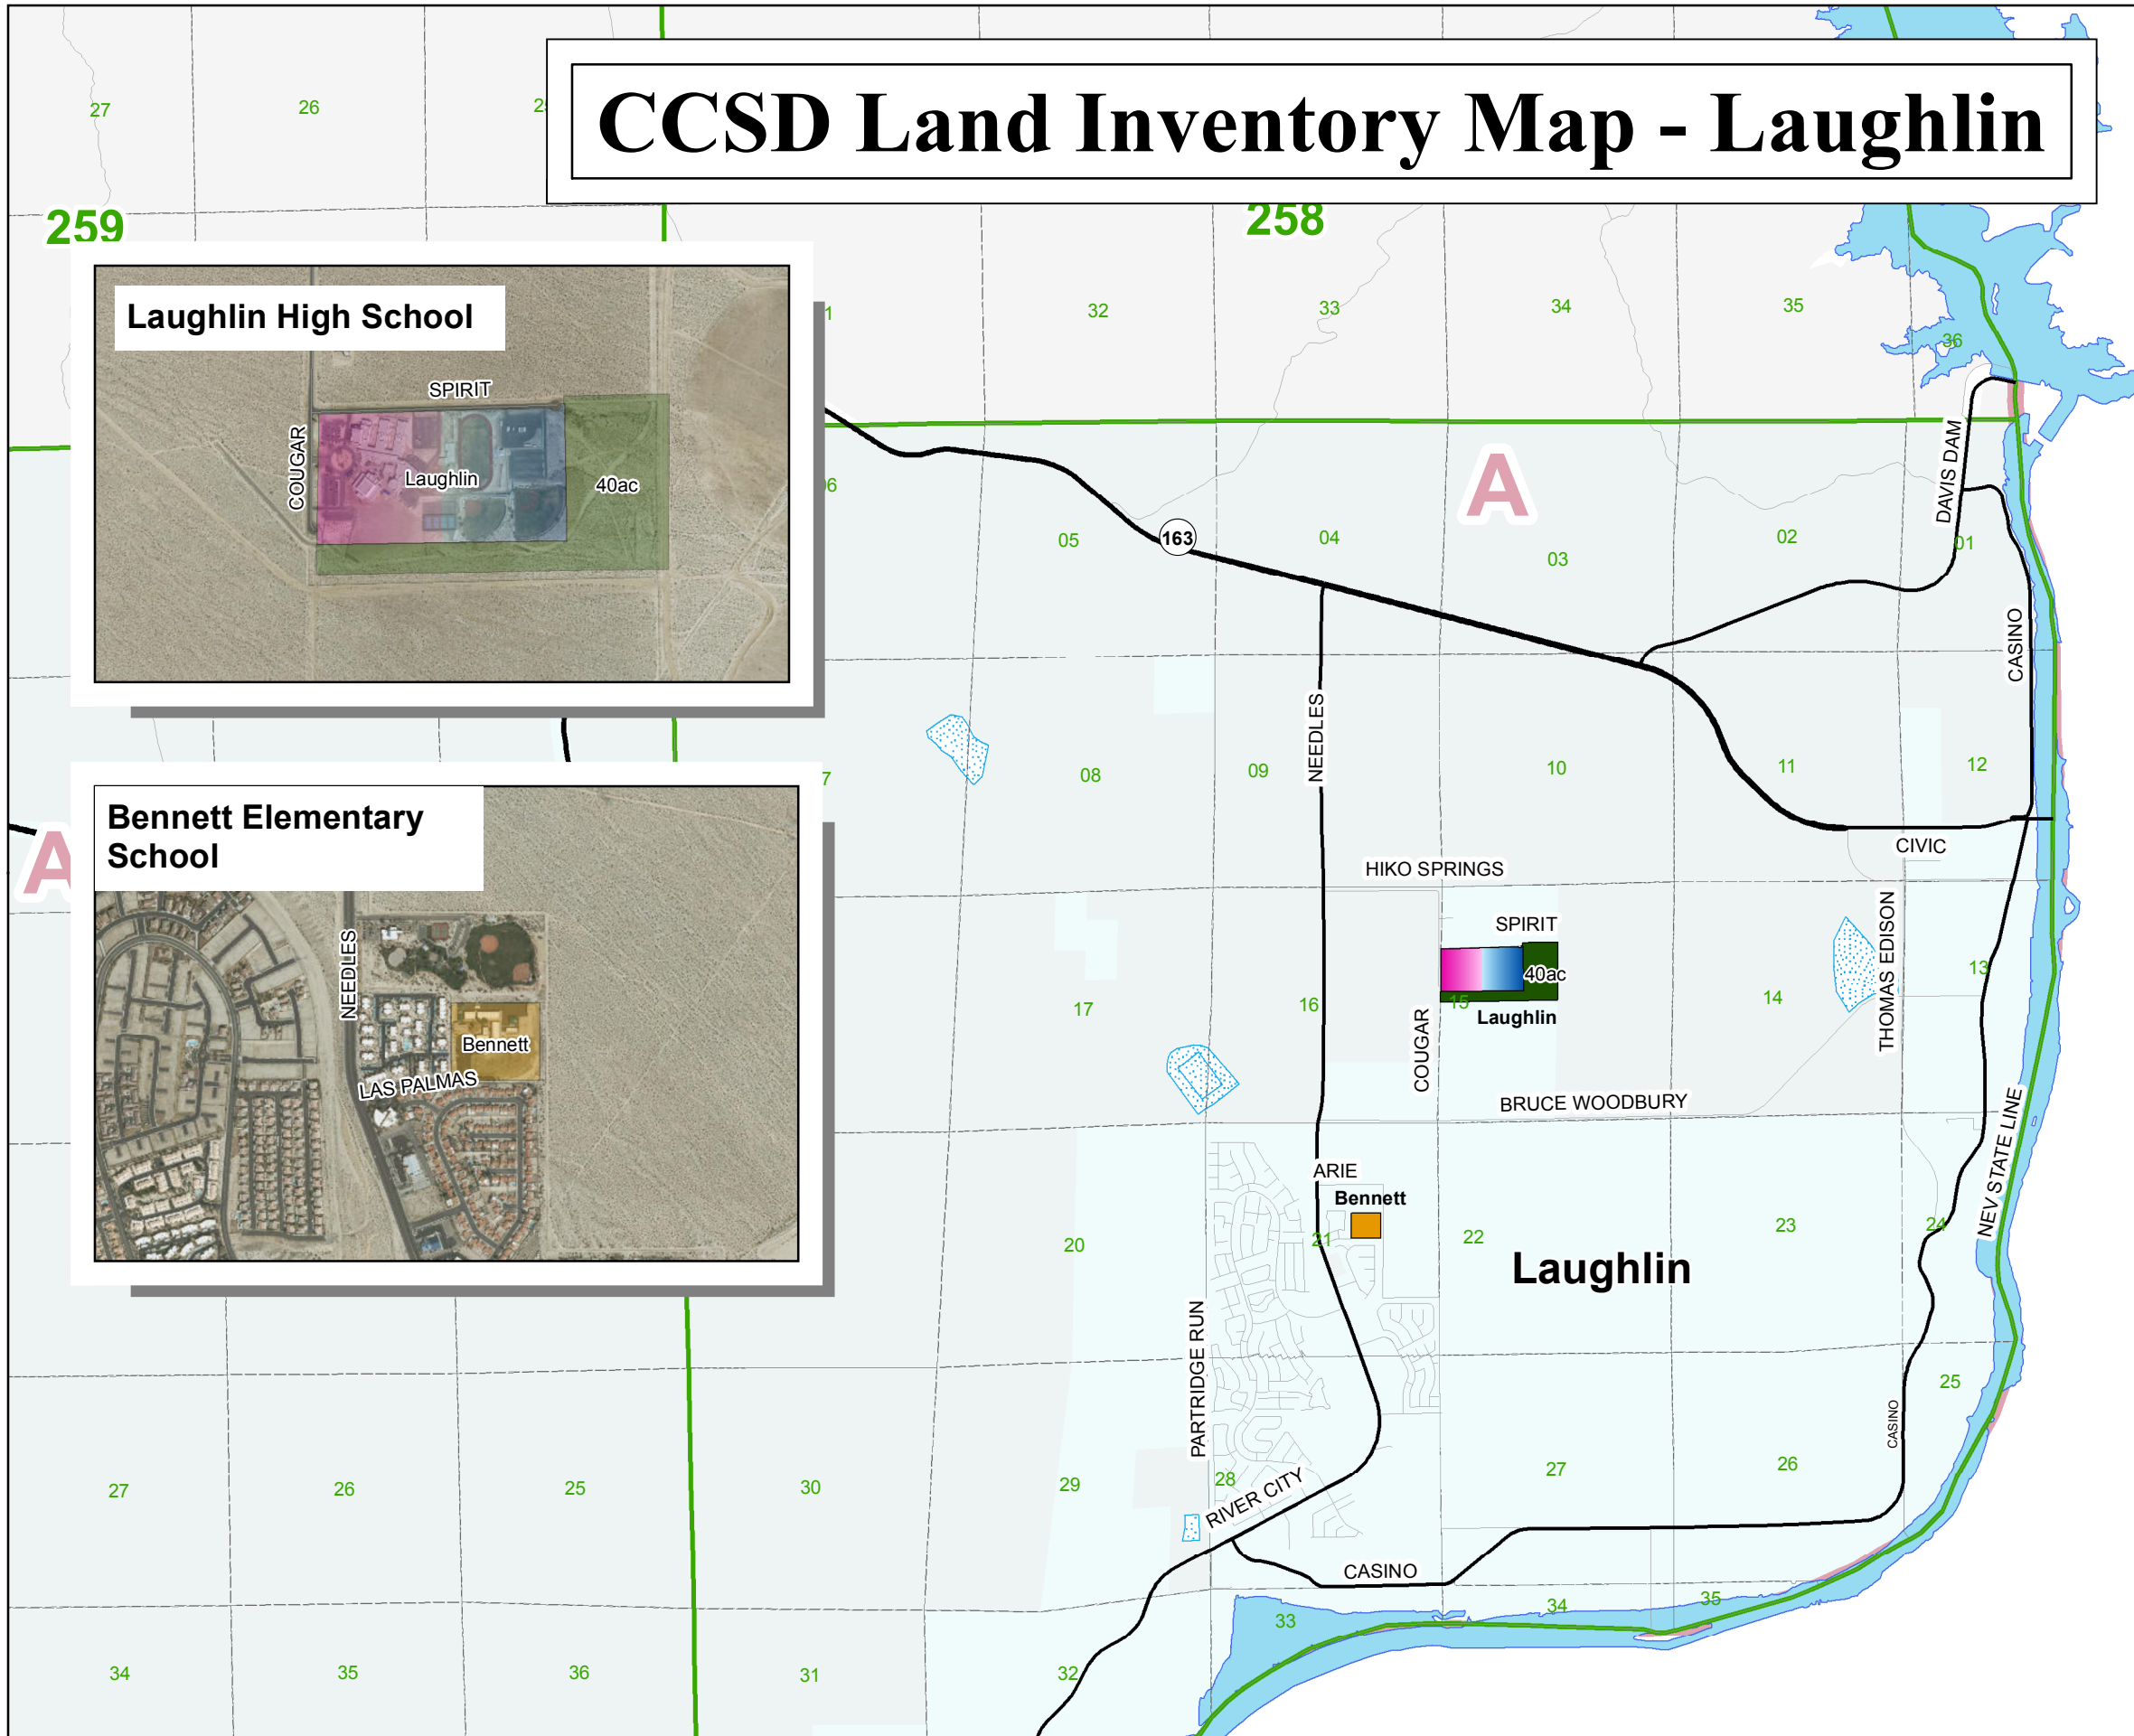 CCSD Land Inventory Map - Laughlin
27
26
259
258
Laughlin High School
SPIRIT
COUGAR
Laughlin
40ac
32
33
34
35
36
A
DAVIS DAM
05
163
04
03
02
01
CASINO
NEEDLES
08
09
10
11
12
Bennett Elementary
School
NEEDLES
Bennett
LAS PALMAS
A
CIVIC
HIKO SPRINGS
SPIRIT
40ac
15
Laughlin
COUGAR
THOMAS EDISON
13
17
16
14
BRUCE WOODBURY
NEV STATE LINE
ARIE
Bennett
20
21
22
23
24
Laughlin
PARTRIDGE RUN
25
CASINO
27
26
25
30
29
28
RIVER CITY
27
26
CASINO
33
34
35
34
35
36
31
32